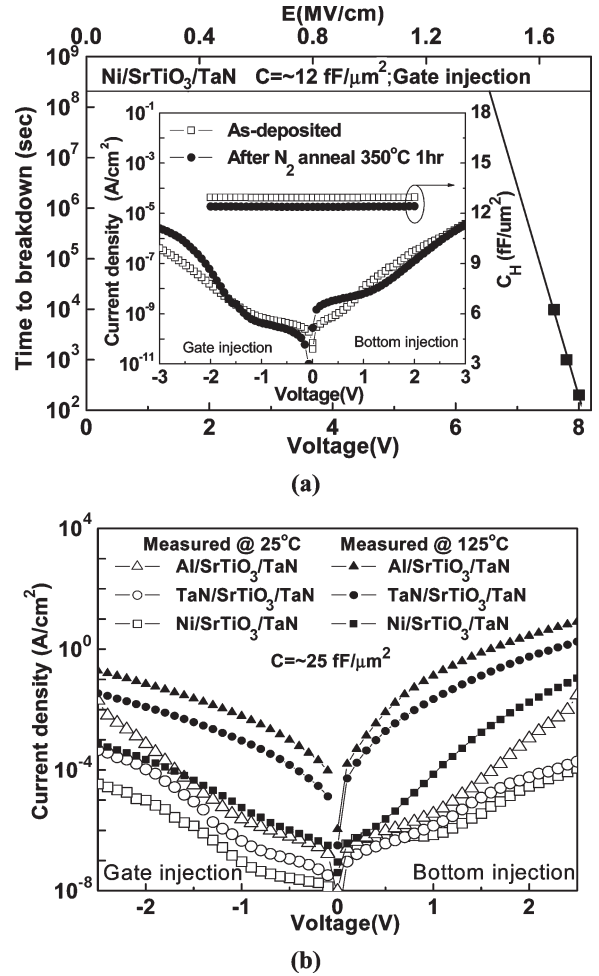 E(MV/cm)
0.0 0.4 0.8 1.2 1.6
Ni/SrTiO3/TaN C=~12 fF/μm2;Gate injection
Time to breakdown (sec)
10^9
10^8
10^7
10^6
10^5
10^4
10^3
10^2
As-deposited
After N2 anneal 350°C 1hr
Current density (A/cm2)
10^-1
10^-3
10^-5
10^-7
10^-9
10^-11
18
15
12
9
6
3
CH (fF/um2)
Gate injection Bottom injection
-3 -2 -1 0 1 2 3
Voltage(V)
0 2 4 6 8
Voltage(V)
(a)
Current density (A/cm2)
10^4
10^0
10^-4
10^-8
Measured @ 25°C Measured @ 125°C
Al/SrTiO3/TaN Al/SrTiO3/TaN
TaN/SrTiO3/TaN TaN/SrTiO3/TaN
Ni/SrTiO3/TaN Ni/SrTiO3/TaN
C=~25 fF/μm2
Gate injection Bottom injection
-2 -1 0 1 2
Voltage(V)
(b)